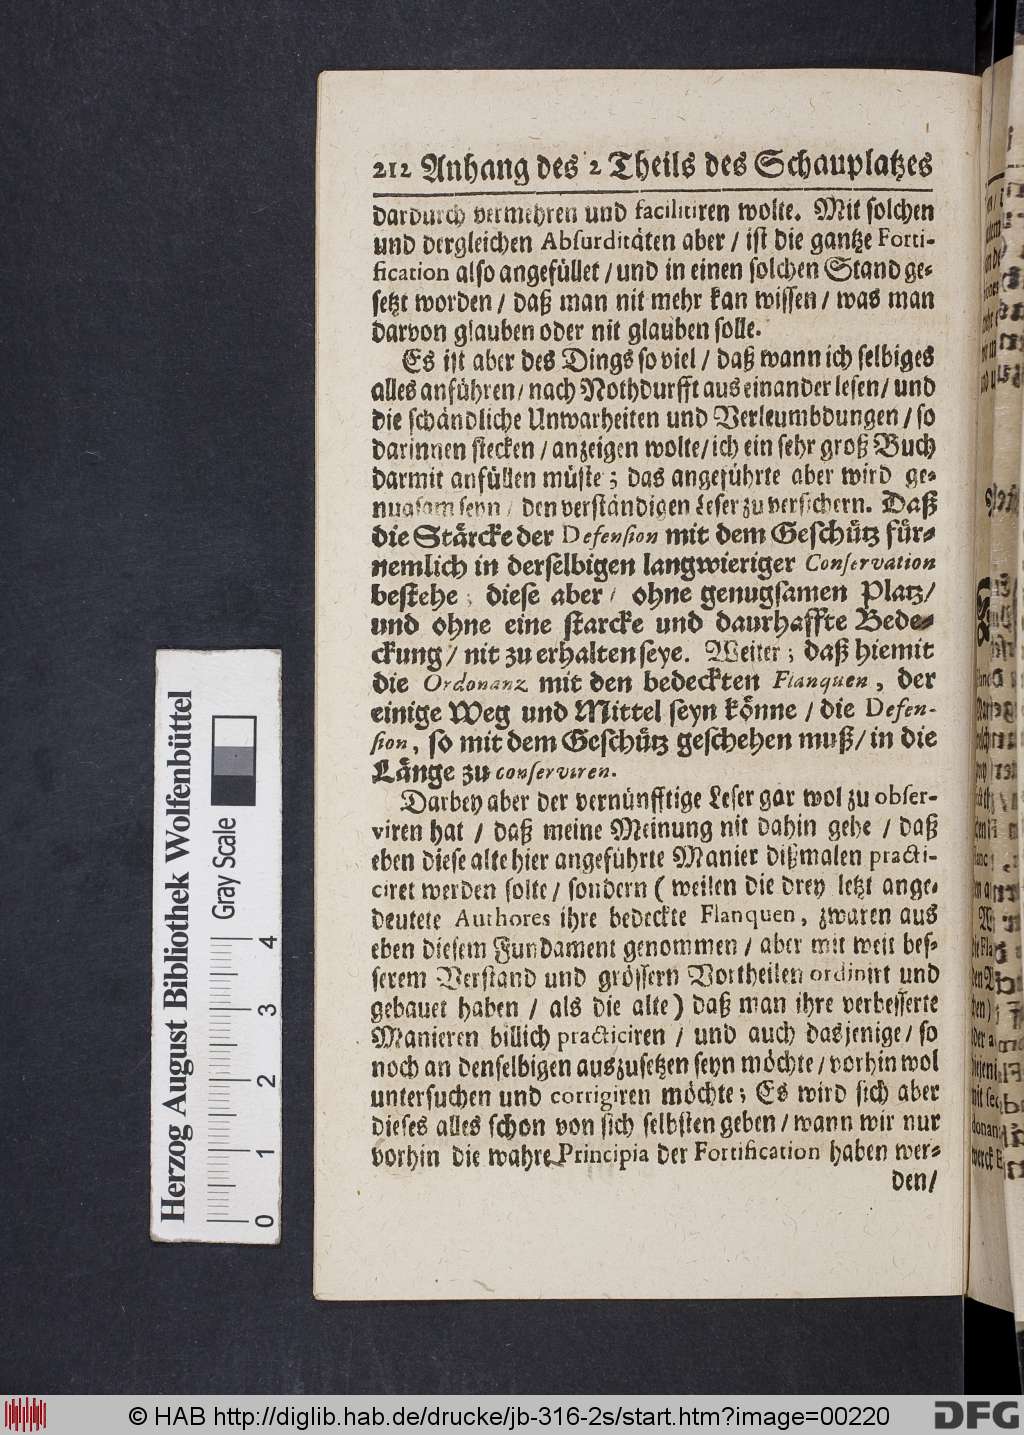 212 Anhang des 2 Theils des Schauplatzes
dardurch vermehren und facilitiren wolte. Mit solchen
und dergleichen Absurditäten aber / ist die gantze Forti-
fication also angefüllet / und in einen solchen Stand ge-
setzt worden / daß man nit mehr kan wissen / was man
darvon glauben oder nit glauben solle.
Es ist aber des Dings so viel / daß wann ich selbiges
alles anführen / nach Nothdurfft auseinander lesen / und
die schändliche Unwarheiten und Verleumbdungen / so
darinnen stecken / anzeigen wolte / ich ein sehr groß Buch
darmit anfüllen müste; das angeführte aber wird ge-
nugsam seyn / den verständigen Leser zu versichern. Daß
die Stärcke der Defension mit dem Geschütz für-
nemlich in derselbigen langwieriger Conservation
bestehe; diese aber / ohne genugsamen Platz /
und ohne eine starcke und daurhaffte Bede-
ckung / nit zu erhalten seye. Weiter; daß hiemit
die Ordonanz mit den bedeckten Flanquen, der
einige Weg und Mittel seyn könne / die Defen-
sion, so mit dem Geschütz geschehen muß / in die
Länge zu conserviren.
Darbey aber der vernünfftige Leser gar wol zu obser-
viren hat / daß meine Meinung nit dahin gehe / daß
eben diese alte hier angeführte Manier dißmalen practi-
ciret werden solte / sondern ( weilen die drey letzt ange-
deutete Authores ihre bedeckte Flanquen, zwaren aus
eben diesem Fundament genommen / aber mit weit bes-
serem Verstand und grössern Vortheilen ordinirt und
gebauet haben / als die alte ) daß man ihre verbesserte
Manieren billich practiciren / und auch dasjenige / so
noch an denselbigen auszusetzen seyn möchte / vorhin wol
untersuchen und corrigiren möchte; Es wird sich aber
dieses alles schon von sich selbsten geben / wann wir nur
vorhin die wahre Principia der Fortification haben wer-
den /
Herzog August Bibliothek Wolfenbüttel
Gray Scale
0 1 2 3 4
© HAB http://diglib.hab.de/drucke/jb-316-2s/start.htm?image=00220
DFG